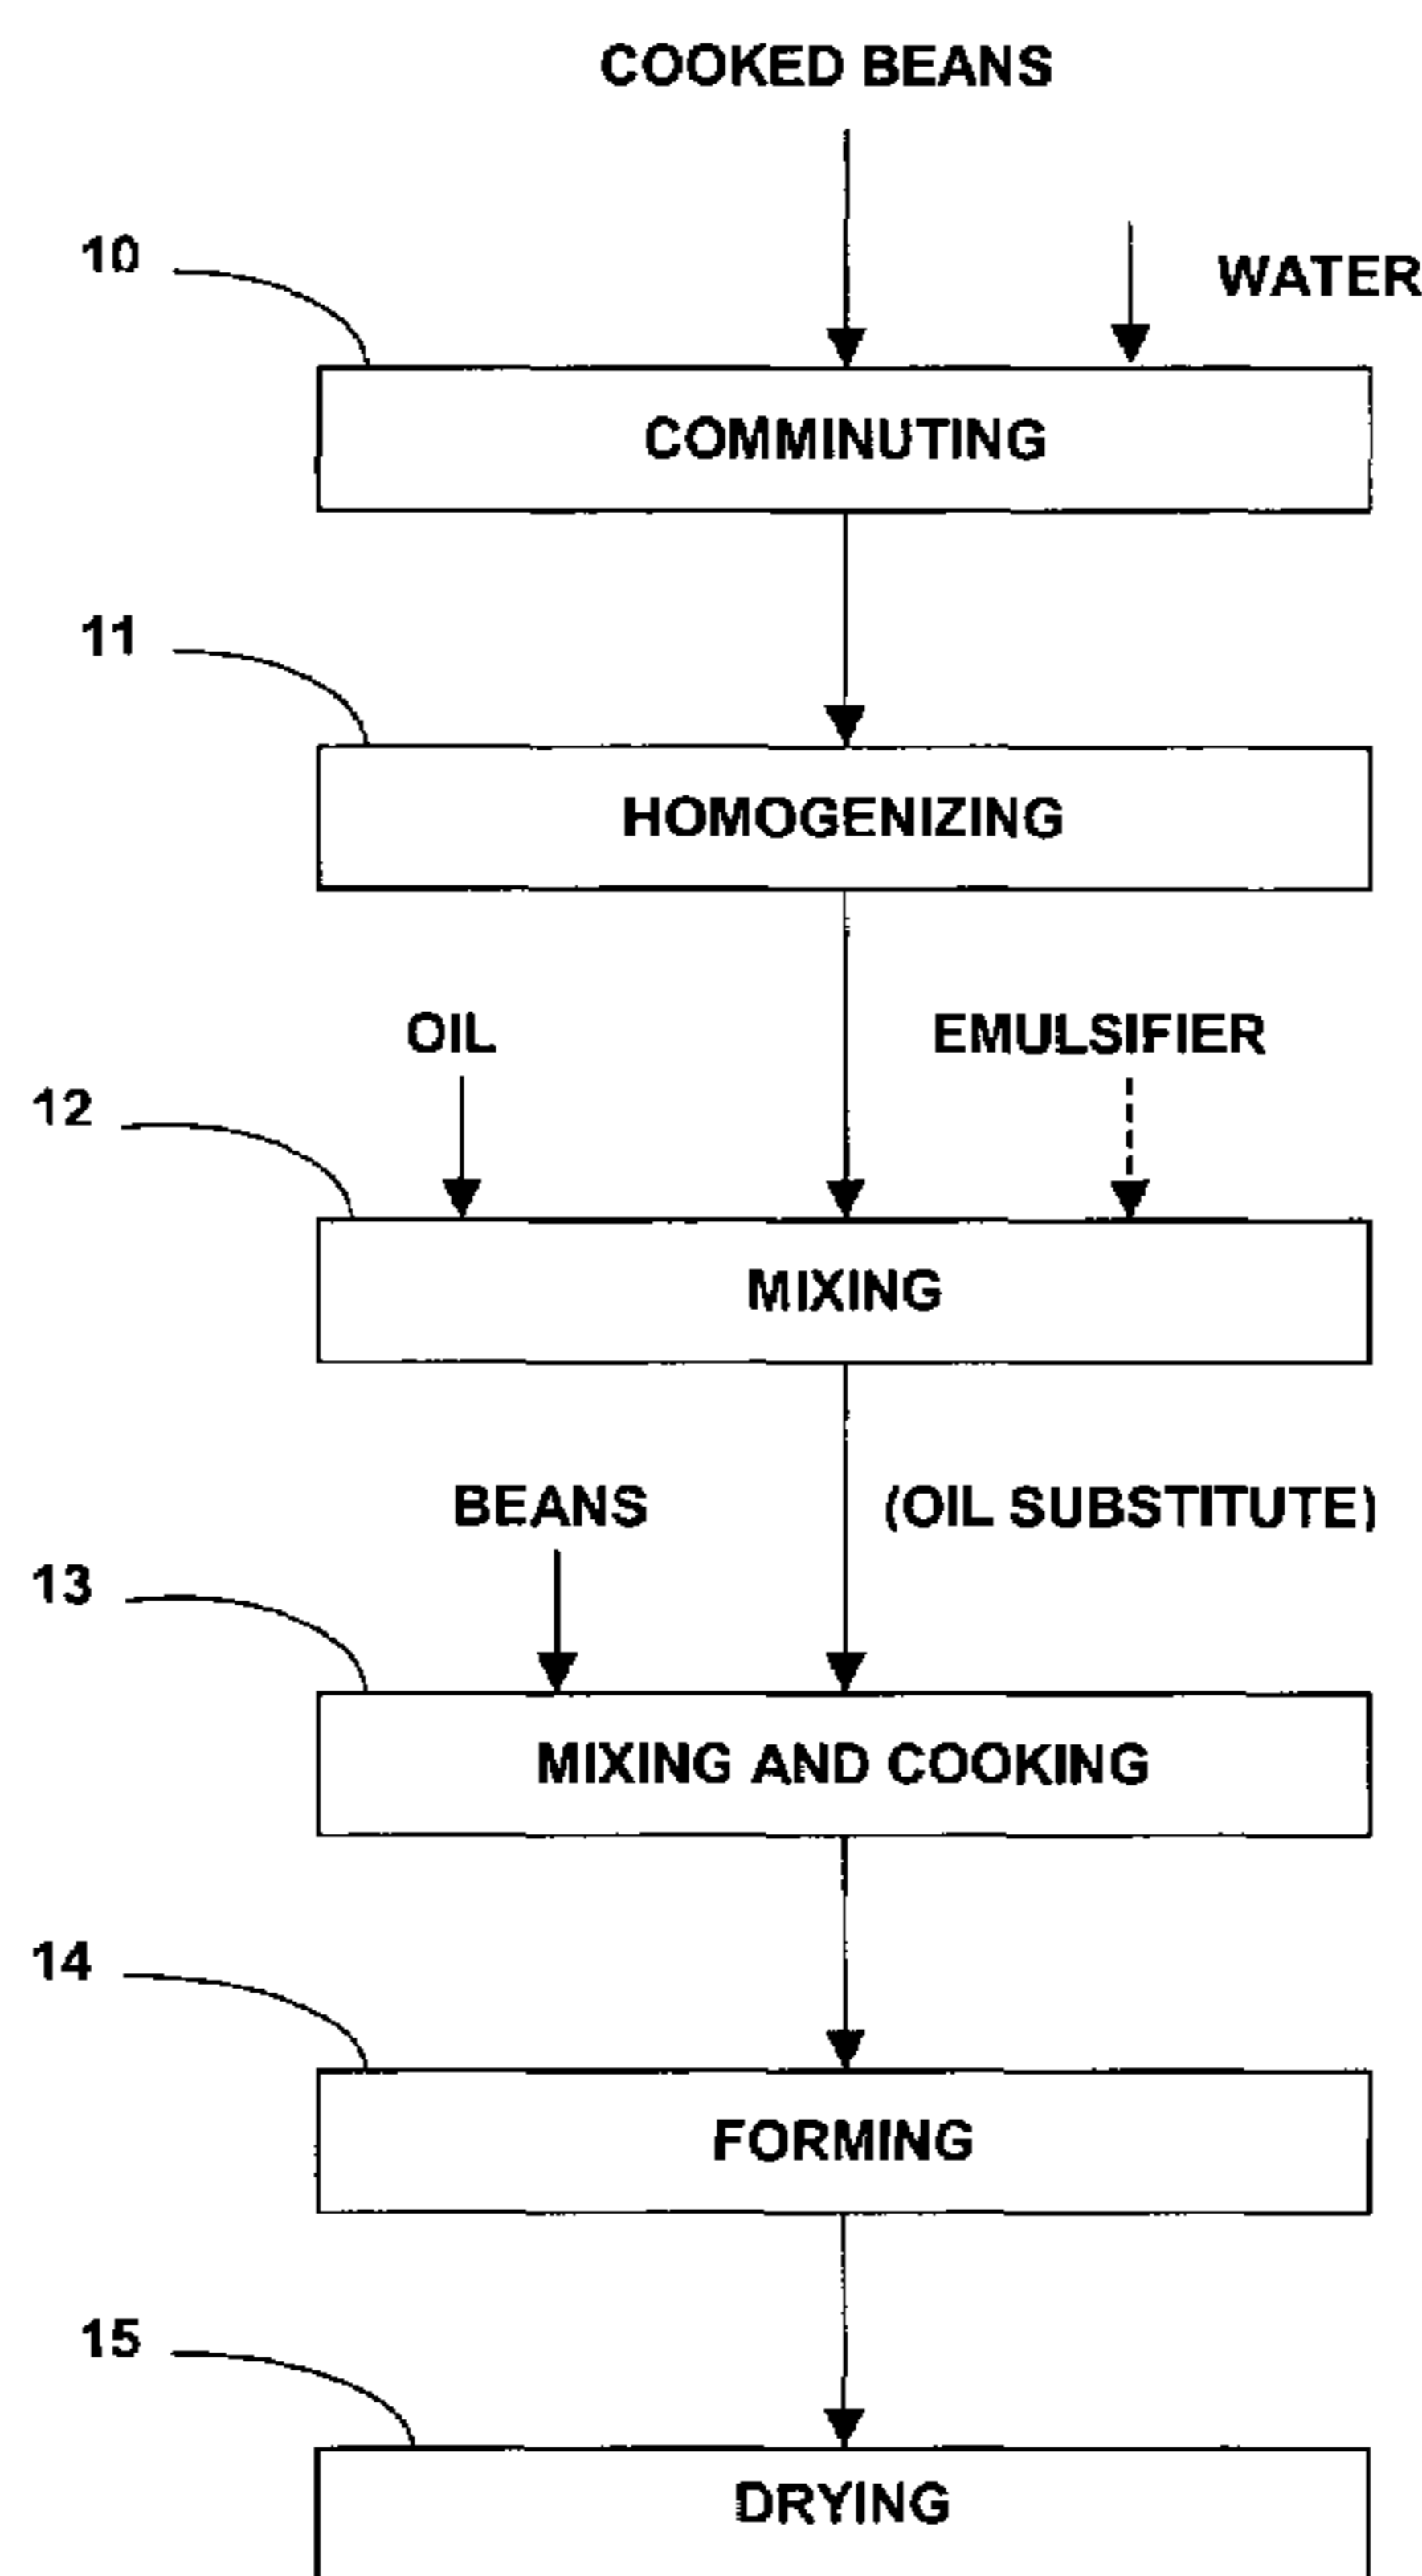 COOKED BEANS
10
WATER
COMMINUTING
11
HOMOGENIZING
OIL
EMULSIFIER
12
MIXING
BEANS
(OIL SUBSTITUTE)
13
MIXING AND COOKING
14
FORMING
15
DRYING